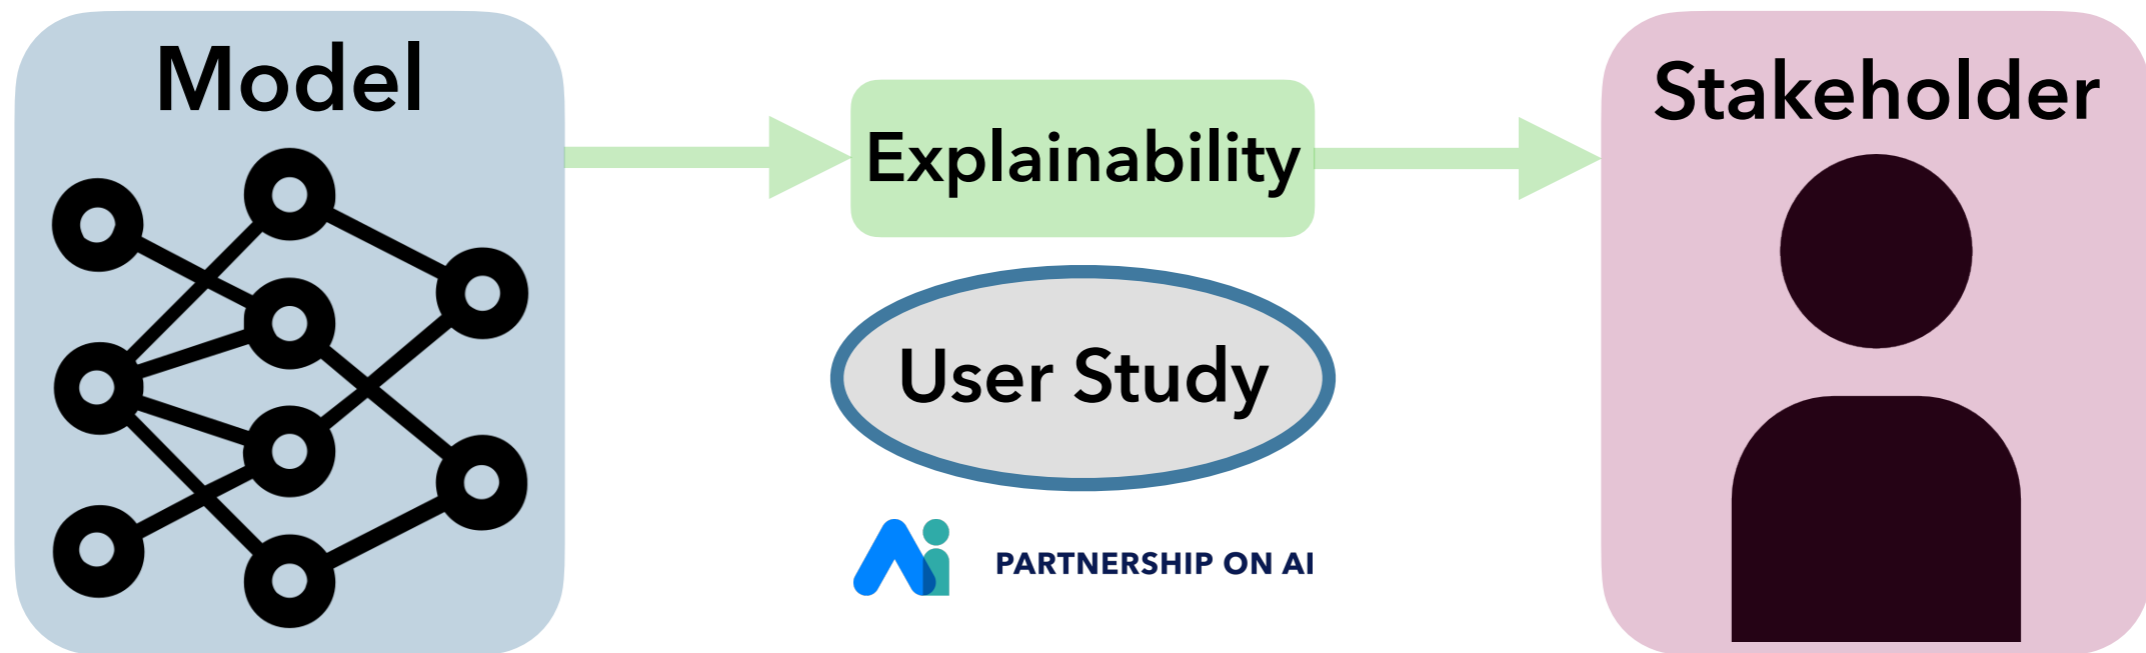 Model
Explainability
Stakeholder
User Study
PARTNERSHIP ON AI